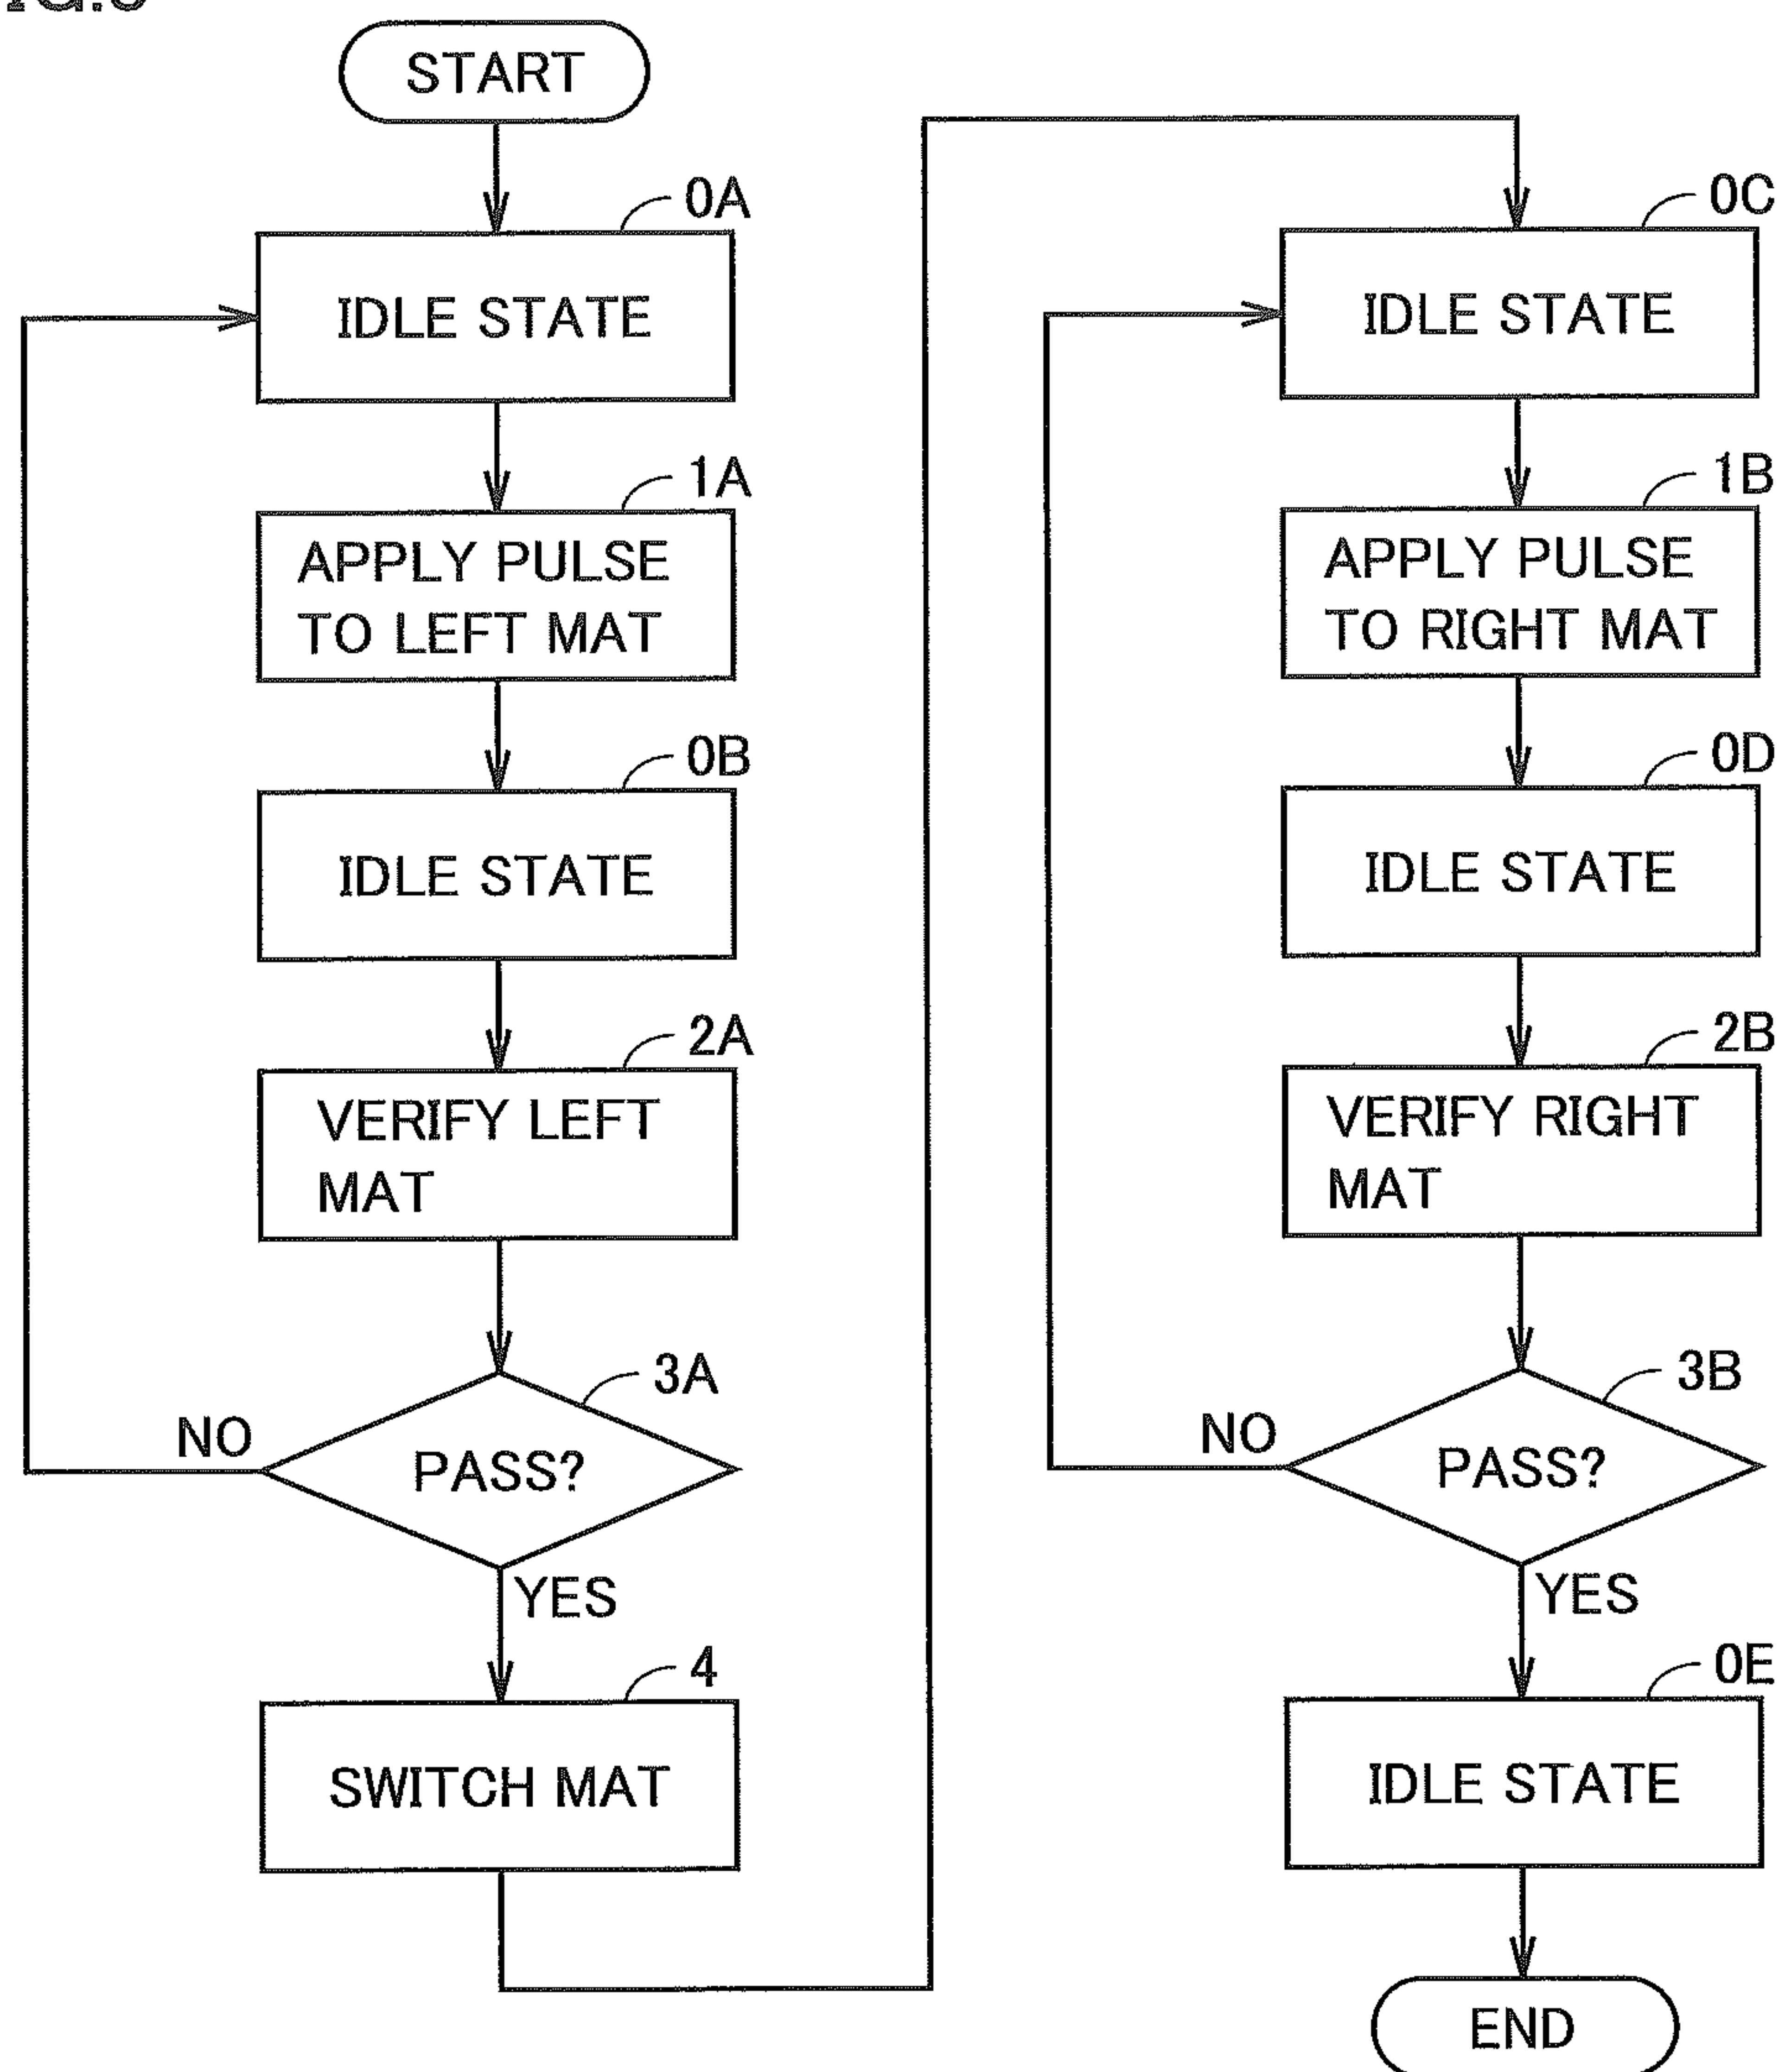 START
0A
IDLE STATE
1A
APPLY PULSE
TO LEFT MAT
0B
IDLE STATE
2A
VERIFY LEFT
MAT
3A
NO
PASS?
YES
4
SWITCH MAT
0C
IDLE STATE
1B
APPLY PULSE
TO RIGHT MAT
0D
IDLE STATE
2B
VERIFY RIGHT
MAT
3B
NO
PASS?
YES
0E
IDLE STATE
END